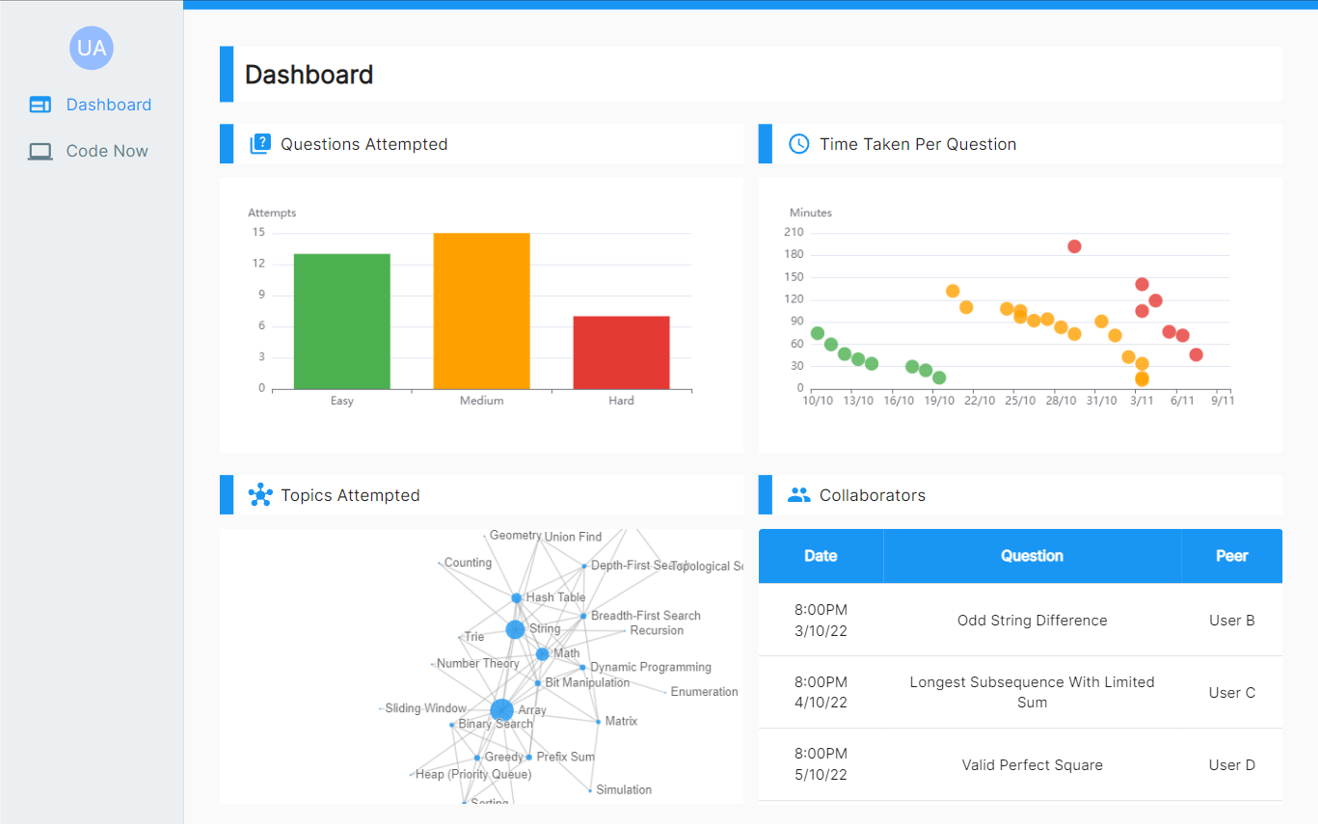 UA
Dashboard
Code Now
Dashboard
Questions Attempted
Attempts
15
12
9
6
3
0
Easy Medium Hard
Time Taken Per Question
Minutes
210
180
150
120
90
60
30
0
10/10 13/10 16/10 19/10 22/10 25/10 28/10 31/10 3/11 6/11 9/11
Topics Attempted
Geometry Union Find
Counting
Depth-First
Topological
Hash Table
Breadth-First Search
String
Recursion
Trie
Math
Number Theory
Dynamic Programming
Bit Manipulation
Enumeration
Sliding Window
Array
Binary Search
Matrix
Greedy
Prefix Sum
Heap (Priority Queue)
Simulation
Sorting
Collaborators
Date Question Peer
8:00PM
3/10/22
Odd String Difference
User B
8:00PM
4/10/22
Longest Subsequence With Limited
Sum
User C
8:00PM
5/10/22
Valid Perfect Square
User D